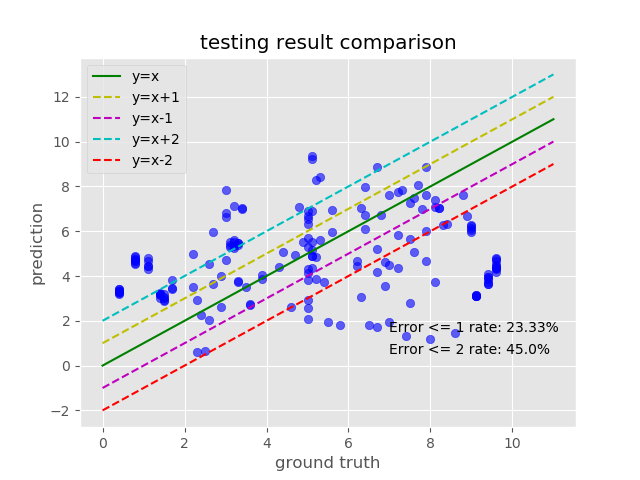 testing result comparison
y=x
y=x+1
y=x-1
y=x+2
y=x-2
12
10
8
6
4
2
0
−2
prediction
Error <= 1 rate: 23.33%
Error <= 2 rate: 45.0%
0 2 4 6 8 10
ground truth